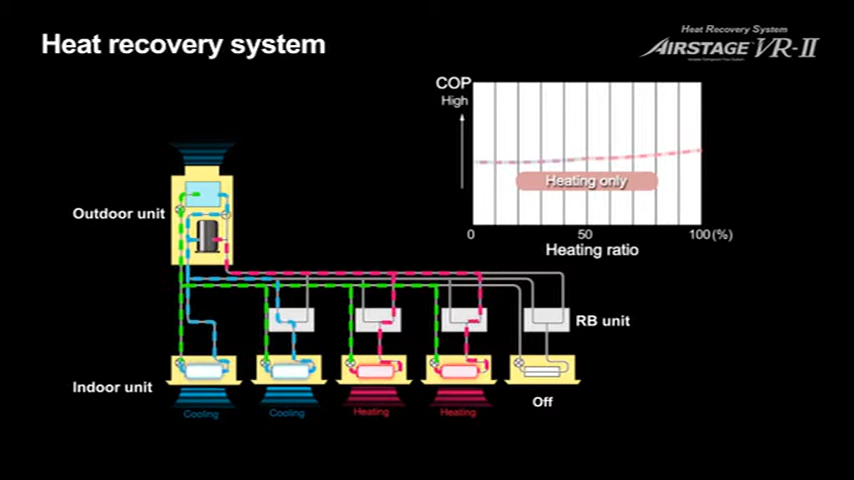 Heat recovery system
Heat Recovery System
AIRSTAGE VR-II
COP
High
Heating only
0
50
100(%)
Heating ratio
Outdoor unit
RB unit
Indoor unit
Cooling
Cooling
Heating
Heating
Off